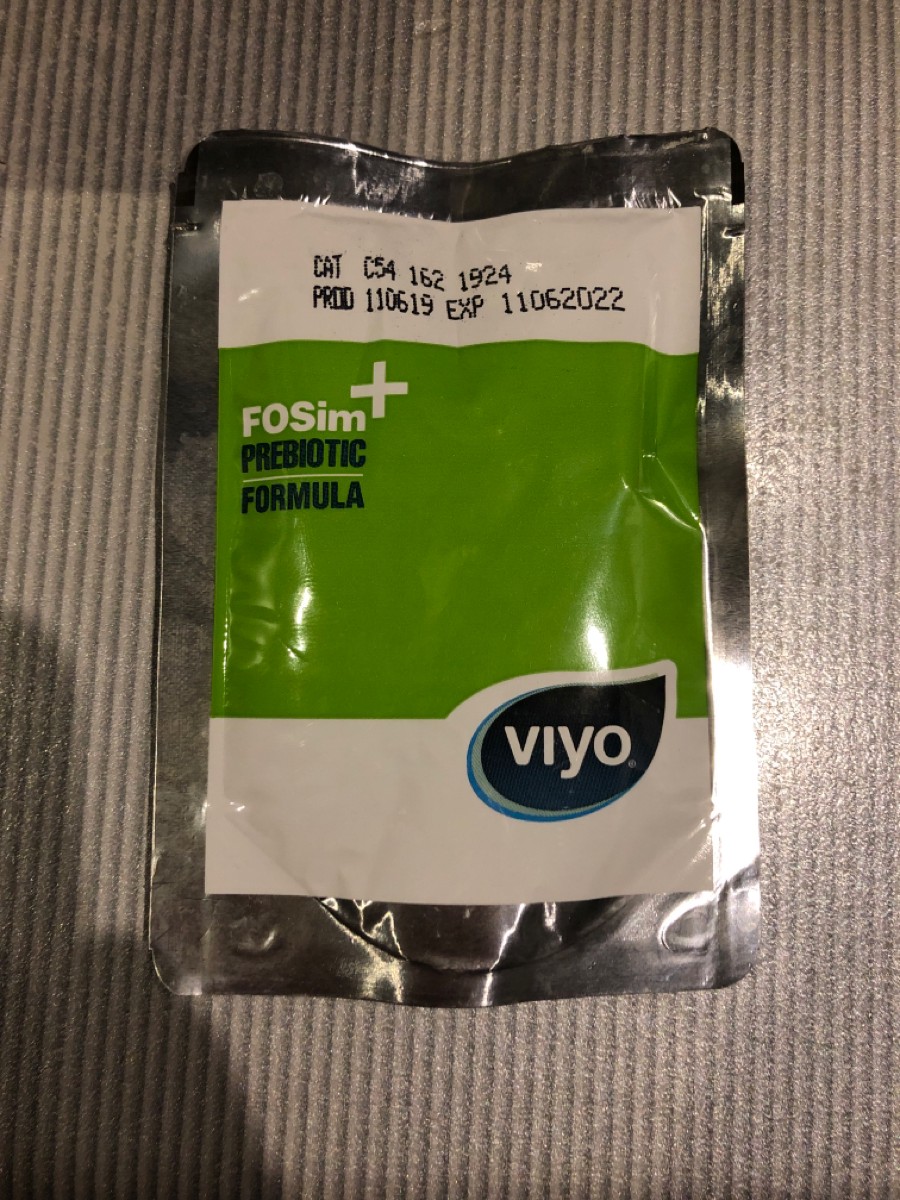 CAT C54 162 1924
PROD 110619 EXP 11062022
FOSim+
PREBIOTIC
FORMULA
VIYO®